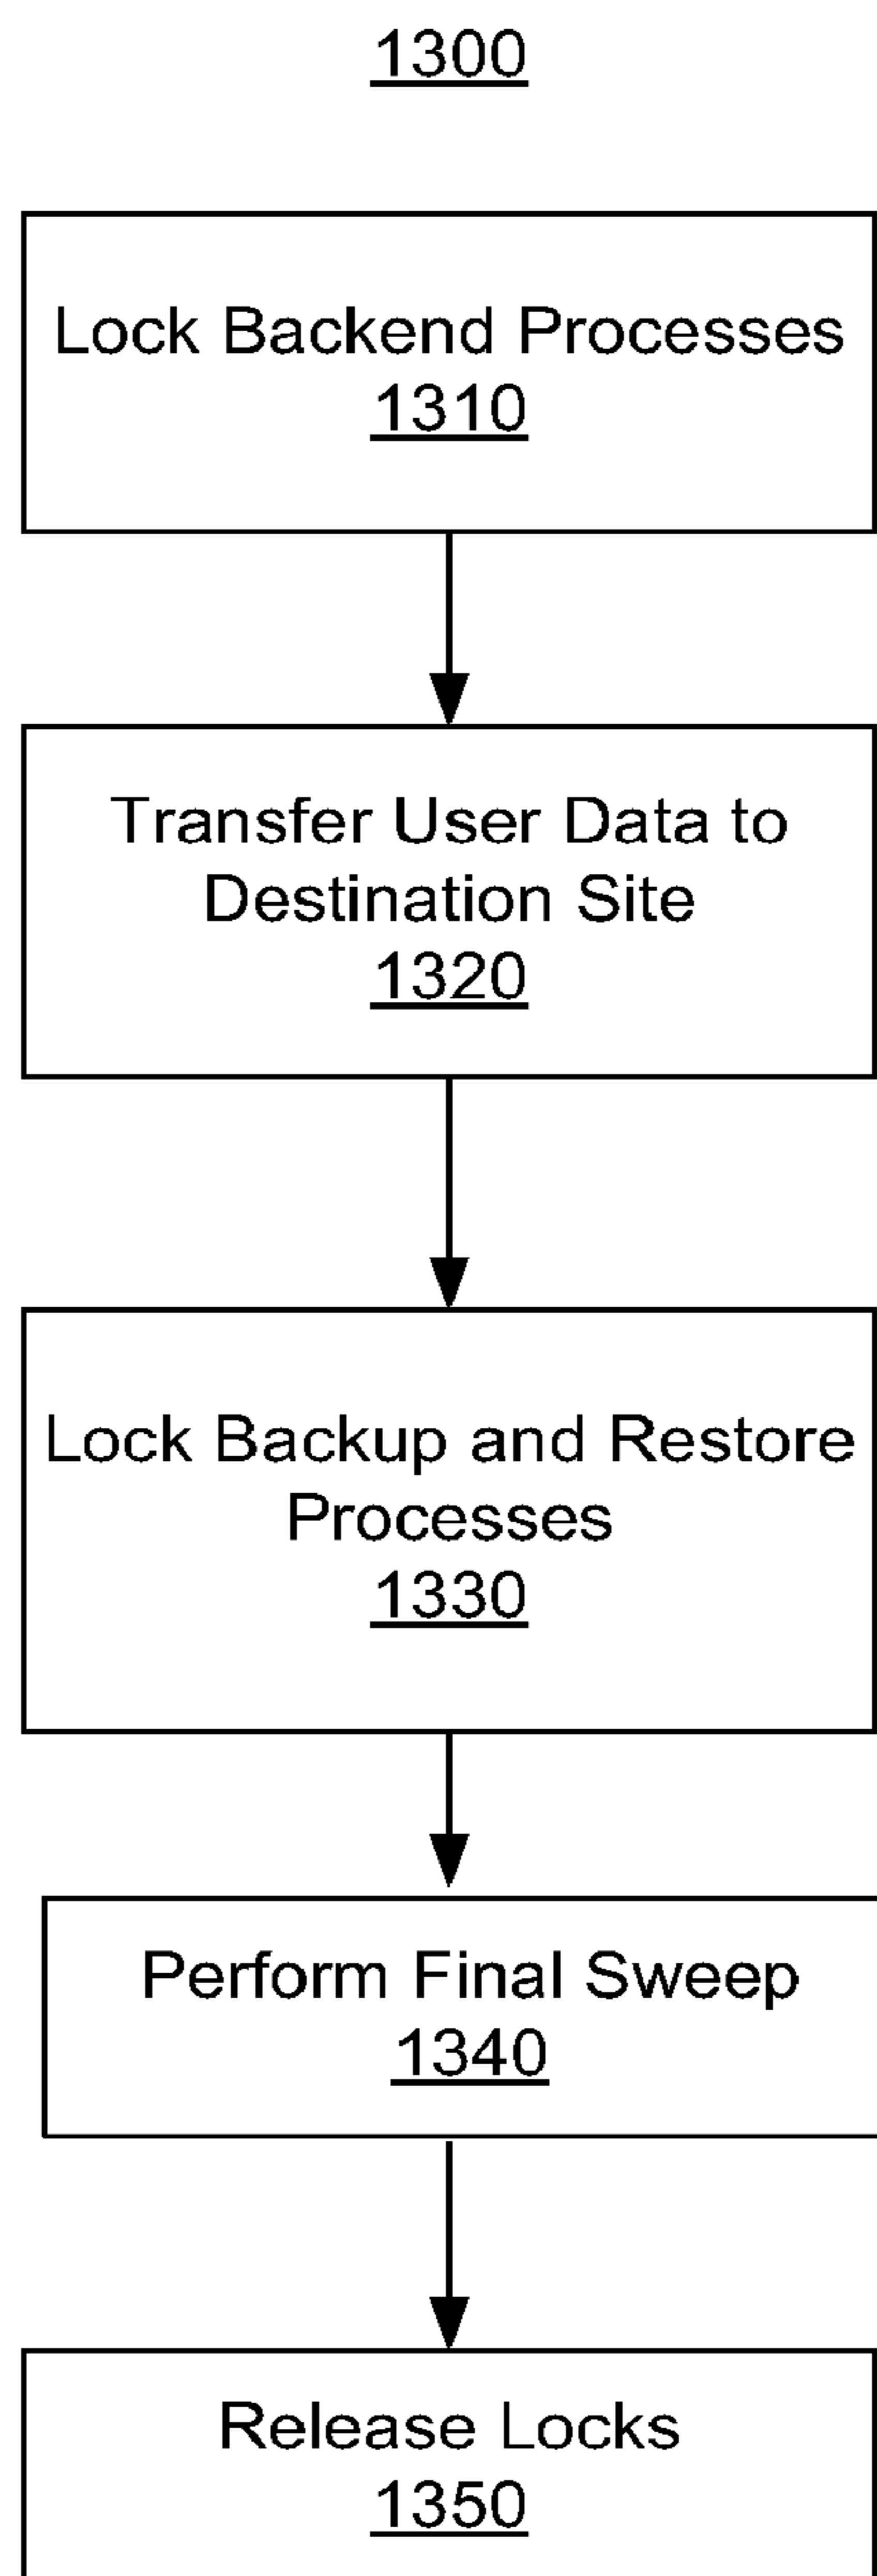 1300
Lock Backend Processes
1310
Transfer User Data to
Destination Site
1320
Lock Backup and Restore
Processes
1330
Perform Final Sweep
1340
Release Locks
1350